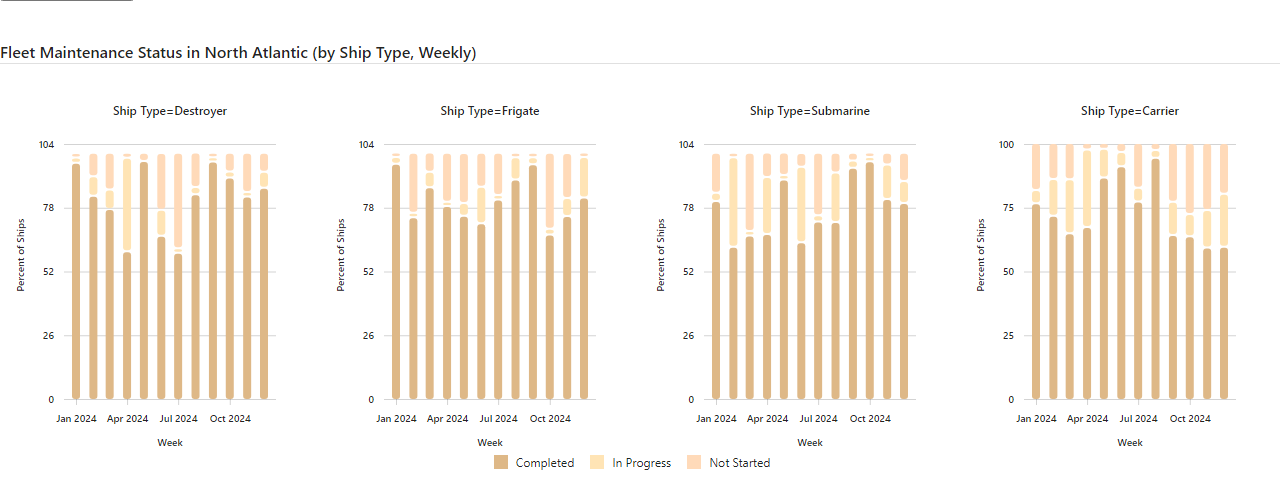 Fleet Maintenance Status in North Atlantic (by Ship Type, Weekly)
Ship Type=Destroyer
104
78
52
26
0
Percent of Ships
Jan 2024 Apr 2024 Jul 2024 Oct 2024
Week
Ship Type=Frigate
104
78
52
26
0
Percent of Ships
Jan 2024 Apr 2024 Jul 2024 Oct 2024
Week
Ship Type=Submarine
104
78
52
26
0
Percent of Ships
Jan 2024 Apr 2024 Jul 2024 Oct 2024
Week
Ship Type=Carrier
100
75
50
25
0
Percent of Ships
Jan 2024 Apr 2024 Jul 2024 Oct 2024
Week
Completed In Progress Not Started